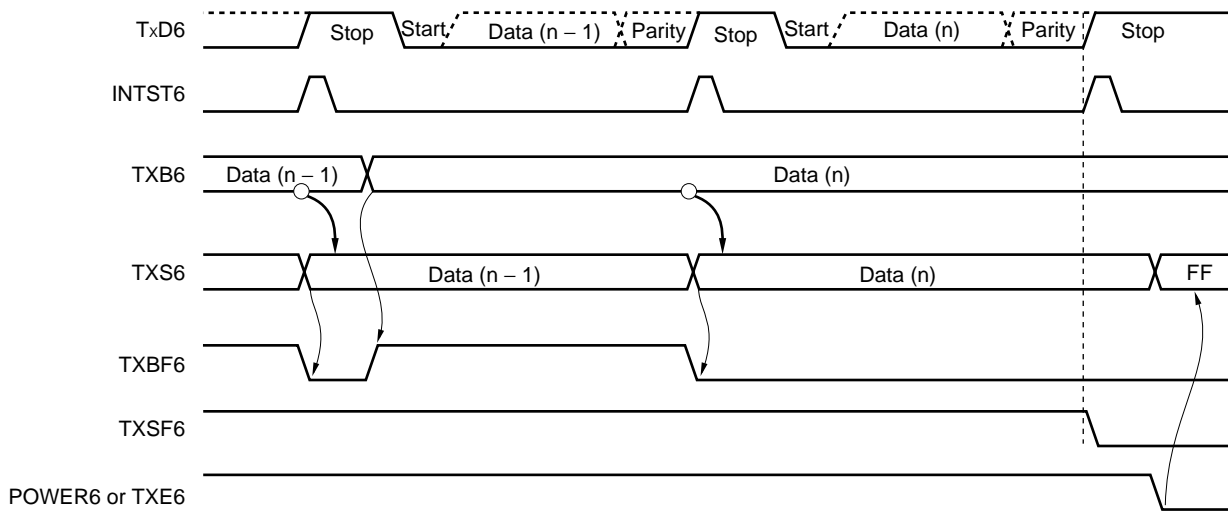 TxD6 Stop Start Data (n − 1) Parity Stop Start Data (n) Parity Stop
INTST6
TXB6 Data (n − 1) Data (n)
TXS6 Data (n − 1) Data (n) FF
TXBF6
TXSF6
POWER6 or TXE6